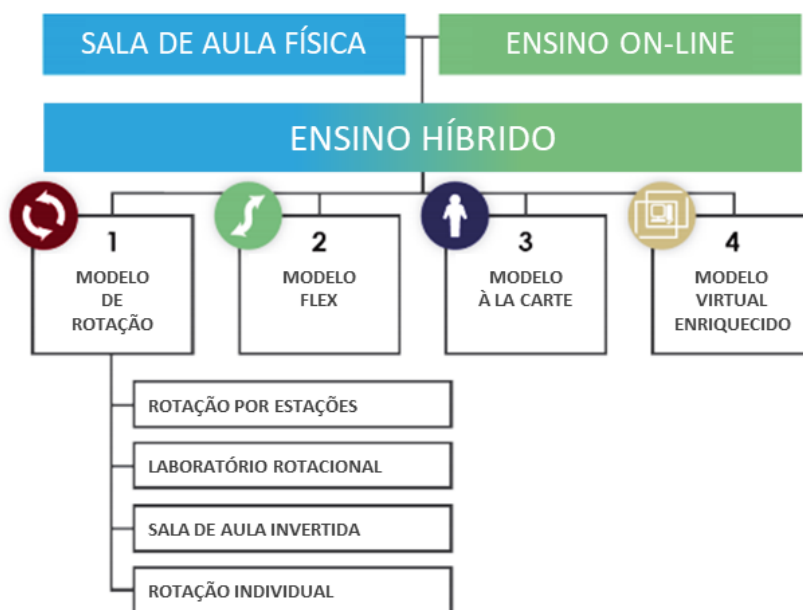 SALA DE AULA FÍSICA
ENSINO ON-LINE
ENSINO HÍBRIDO
1
MODELO
DE
ROTAÇÃO
2
MODELO
FLEX
3
MODELO
À LA CARTE
4
MODELO
VIRTUAL
ENRIQUECIDO
ROTAÇÃO POR ESTAÇÕES
LABORATÓRIO ROTACIONAL
SALA DE AULA INVERTIDA
ROTAÇÃO INDIVIDUAL